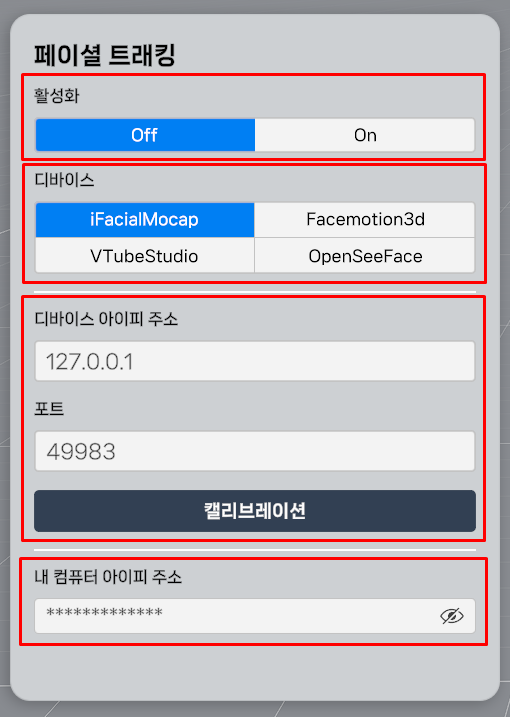 페이셜 트래킹
활성화
Off On
디바이스
iFacialMocap Facemotion3d
VTubeStudio OpenSeeFace
디바이스 아이피 주소
127.0.0.1
포트
49983
캘리브레이션
내 컴퓨터 아이피 주소
*************